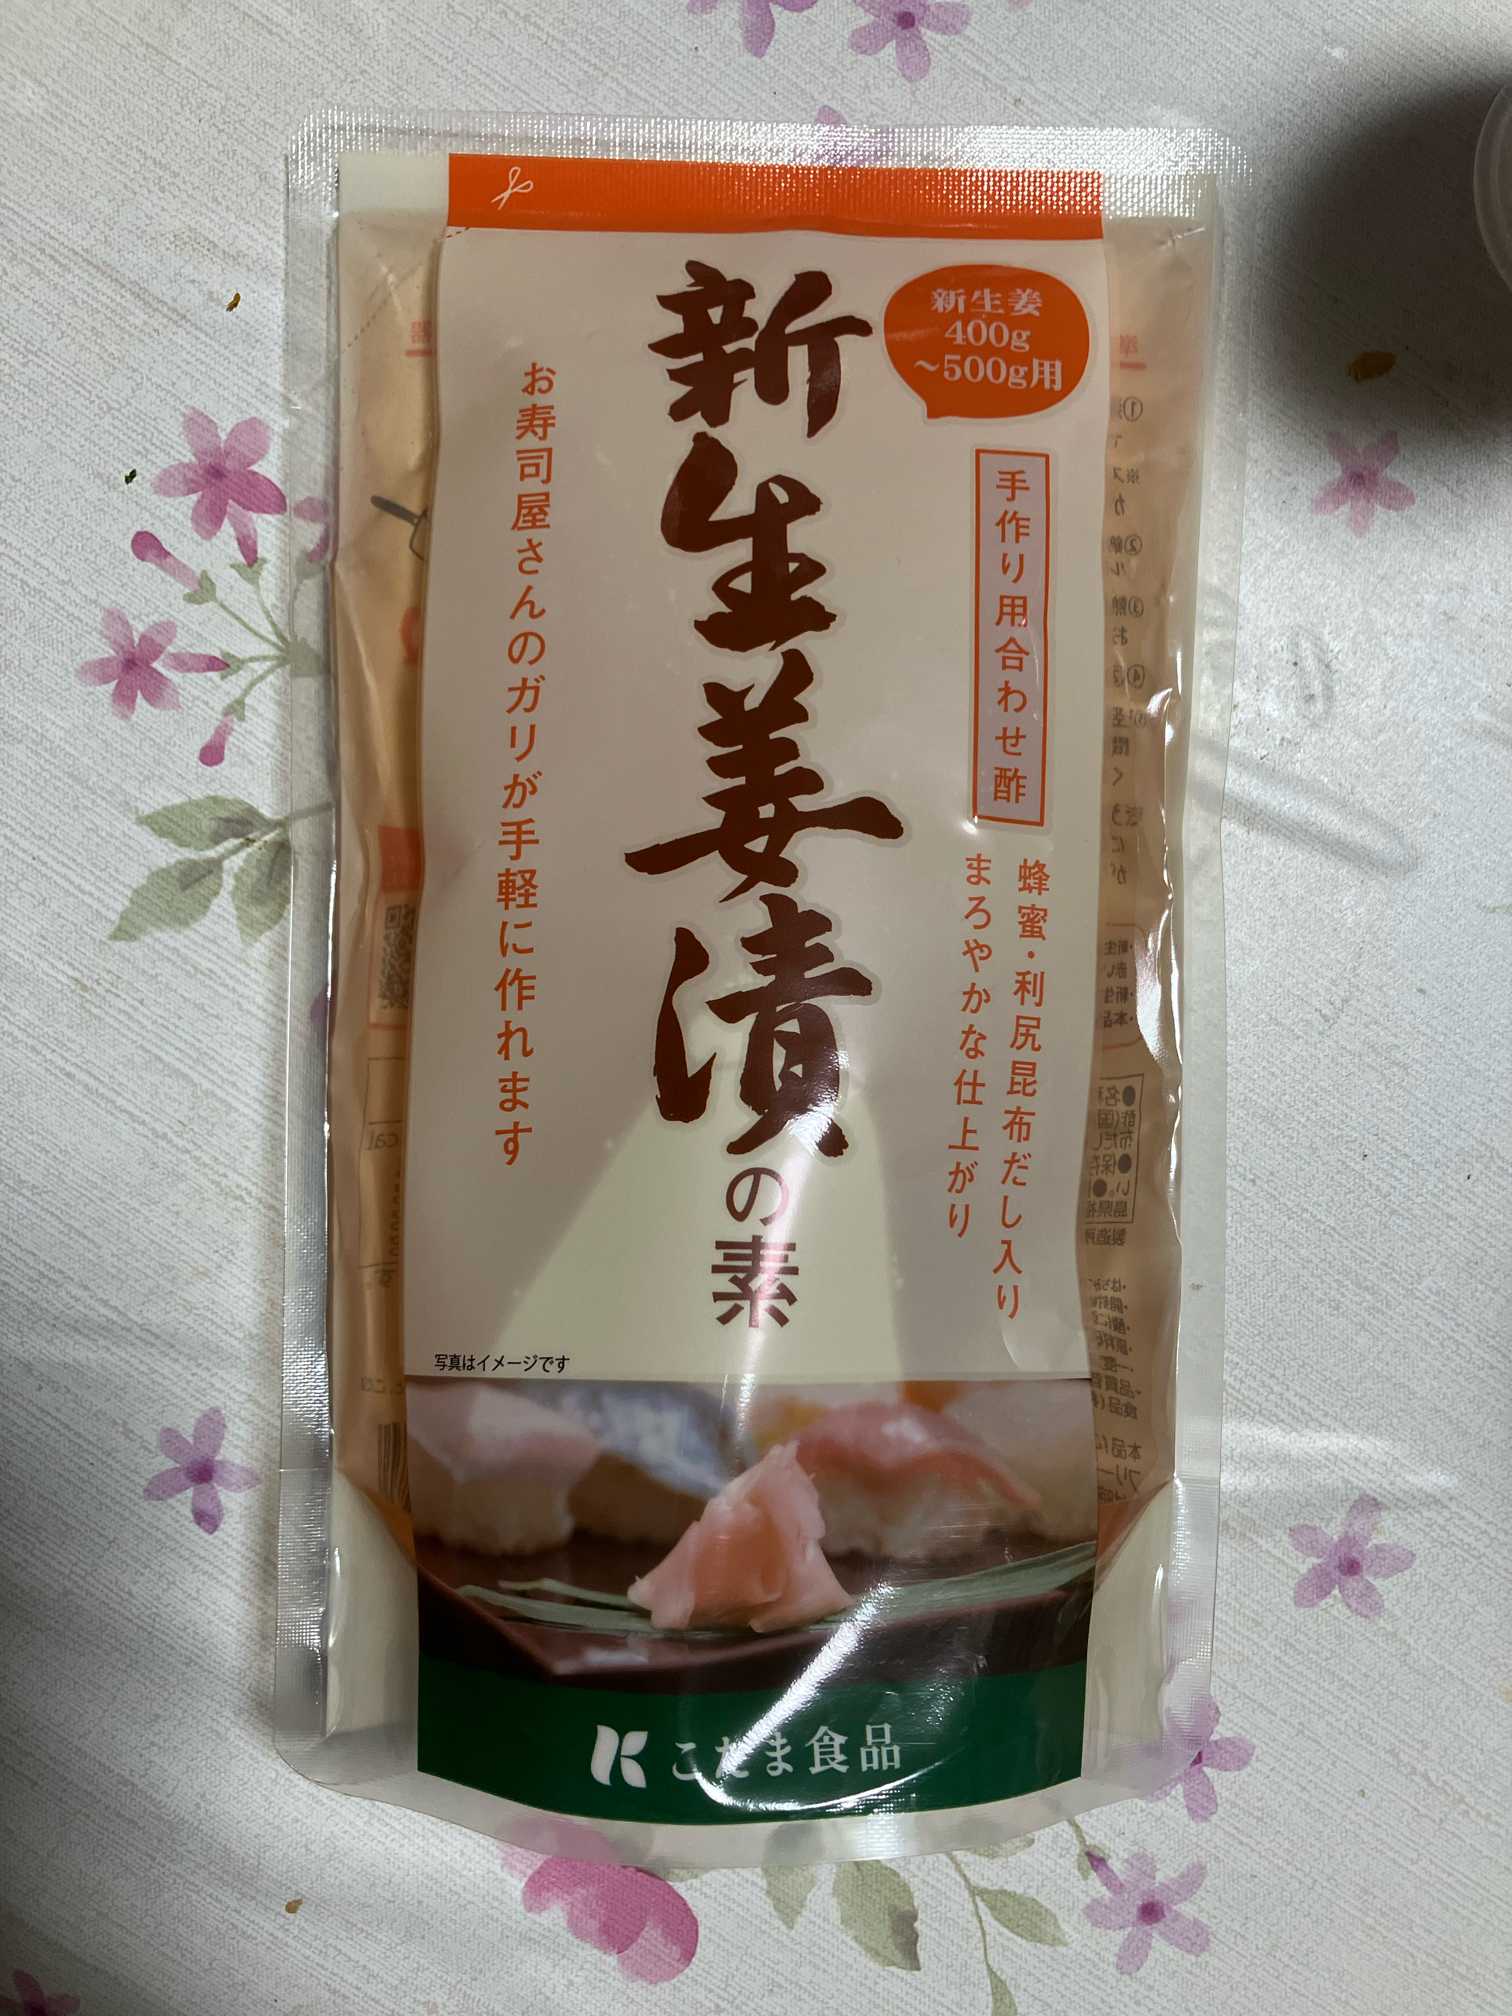 新生姜
400g
~500g用
手作り用合わせ酢
蜂蜜・利尻昆布だし入り
まろやかな仕上がり
新生姜漬の素
お寿司屋さんのガリが手軽に作れます
写真はイメージです
こだま食品